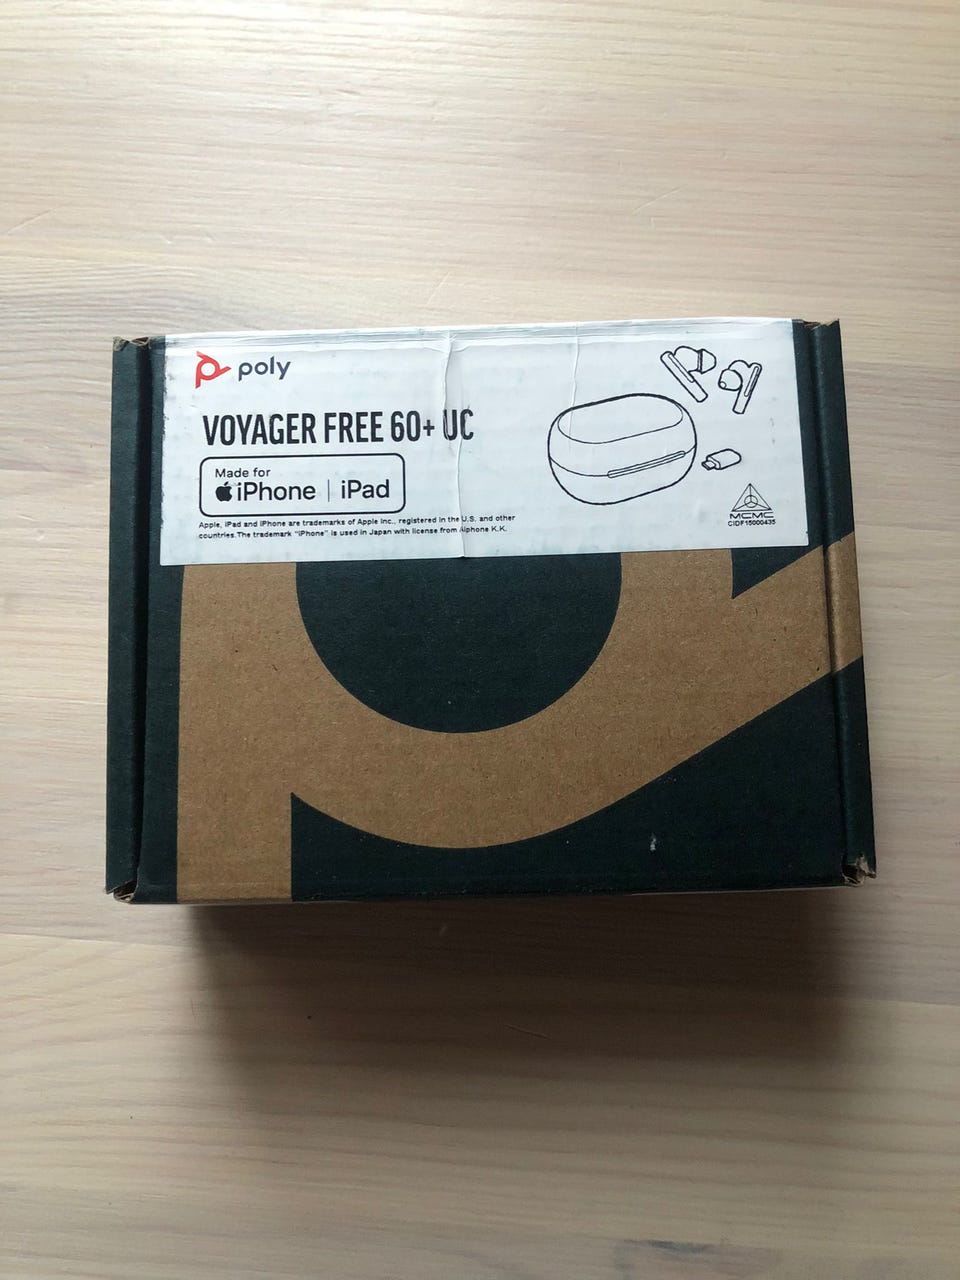 poly
VOYAGER FREE 60+ UC
Made for
iPhone | iPad
Apple, iPad and iPhone are trademarks of Apple Inc., registered in the U.S. and other
countries. The trademark "iPhone" is used in Japan with license from Aiphone K.K.
MCMC
CIDF15000435